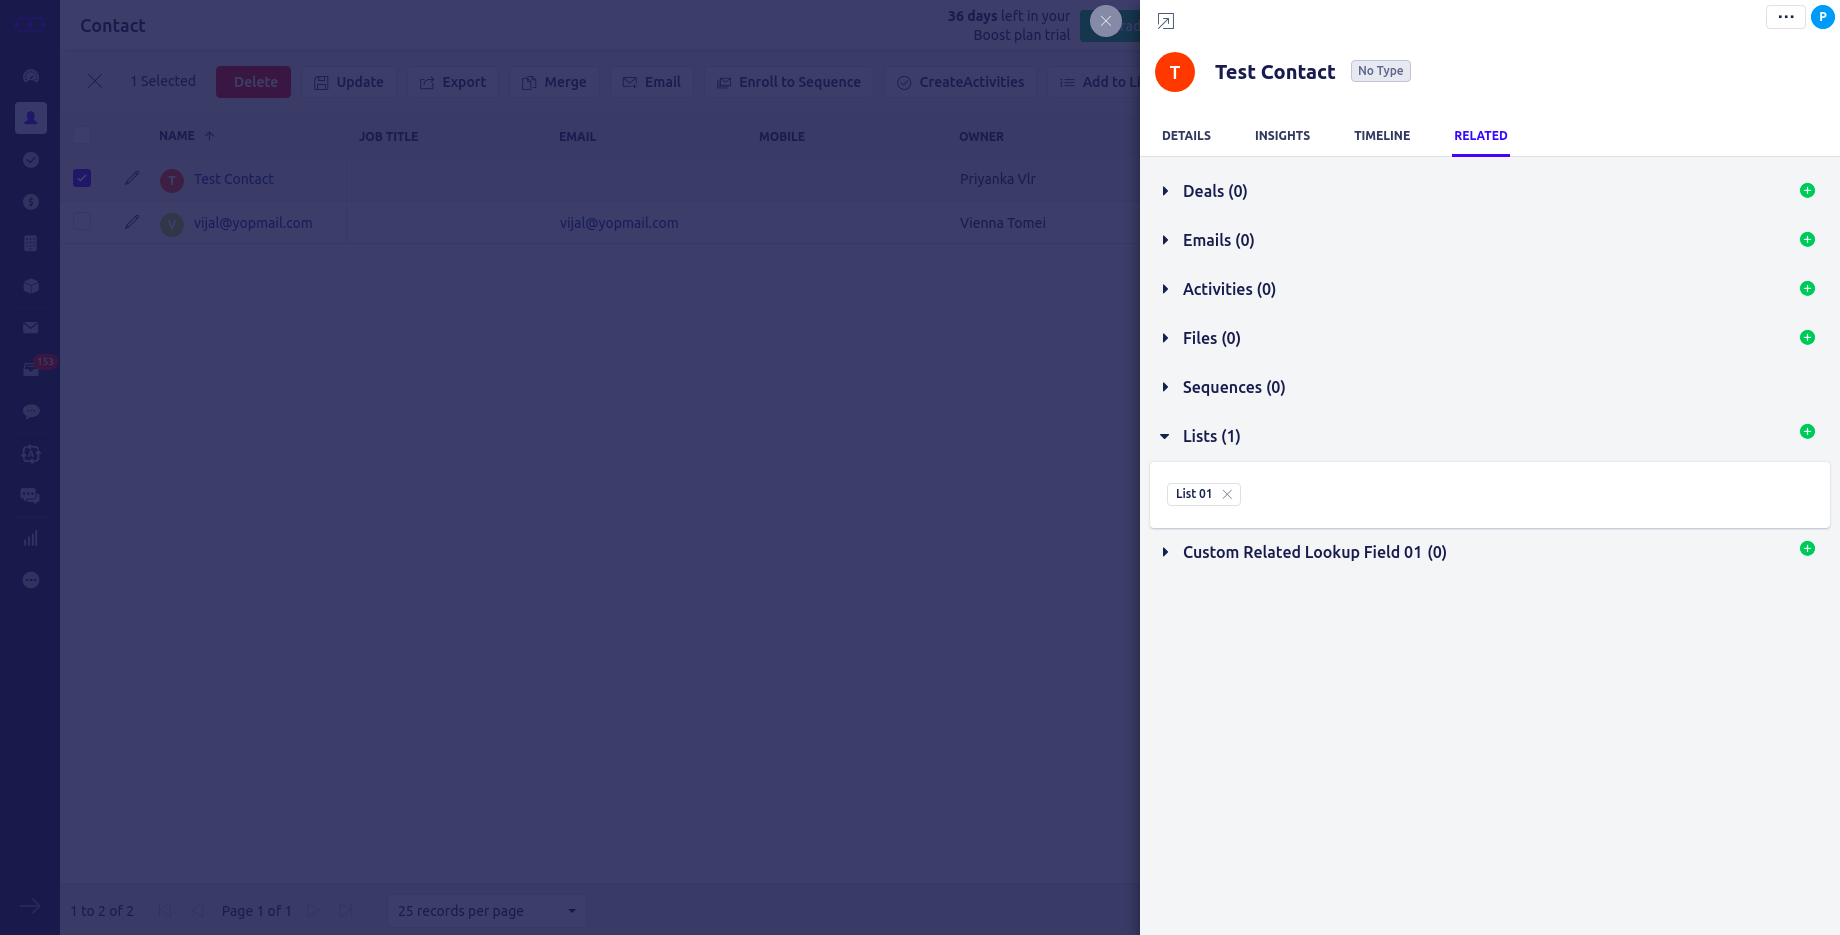 Contact
36 days left in your
Boost plan trial
1 Selected
Delete
Update
Export
Merge
Email
Enroll to Sequence
CreateActivities
Add to Li
NAME
JOB TITLE
EMAIL
MOBILE
OWNER
T
Test Contact
Priyanka Vlr
V
vijal@yopmail.com
vijal@yopmail.com
Vienna Tomei
153
1 to 2 of 2
Page 1 of 1
25 records per page
P
T
Test Contact
No Type
DETAILS
INSIGHTS
TIMELINE
RELATED
Deals (0)
Emails (0)
Activities (0)
Files (0)
Sequences (0)
Lists (1)
List 01
Custom Related Lookup Field 01 (0)